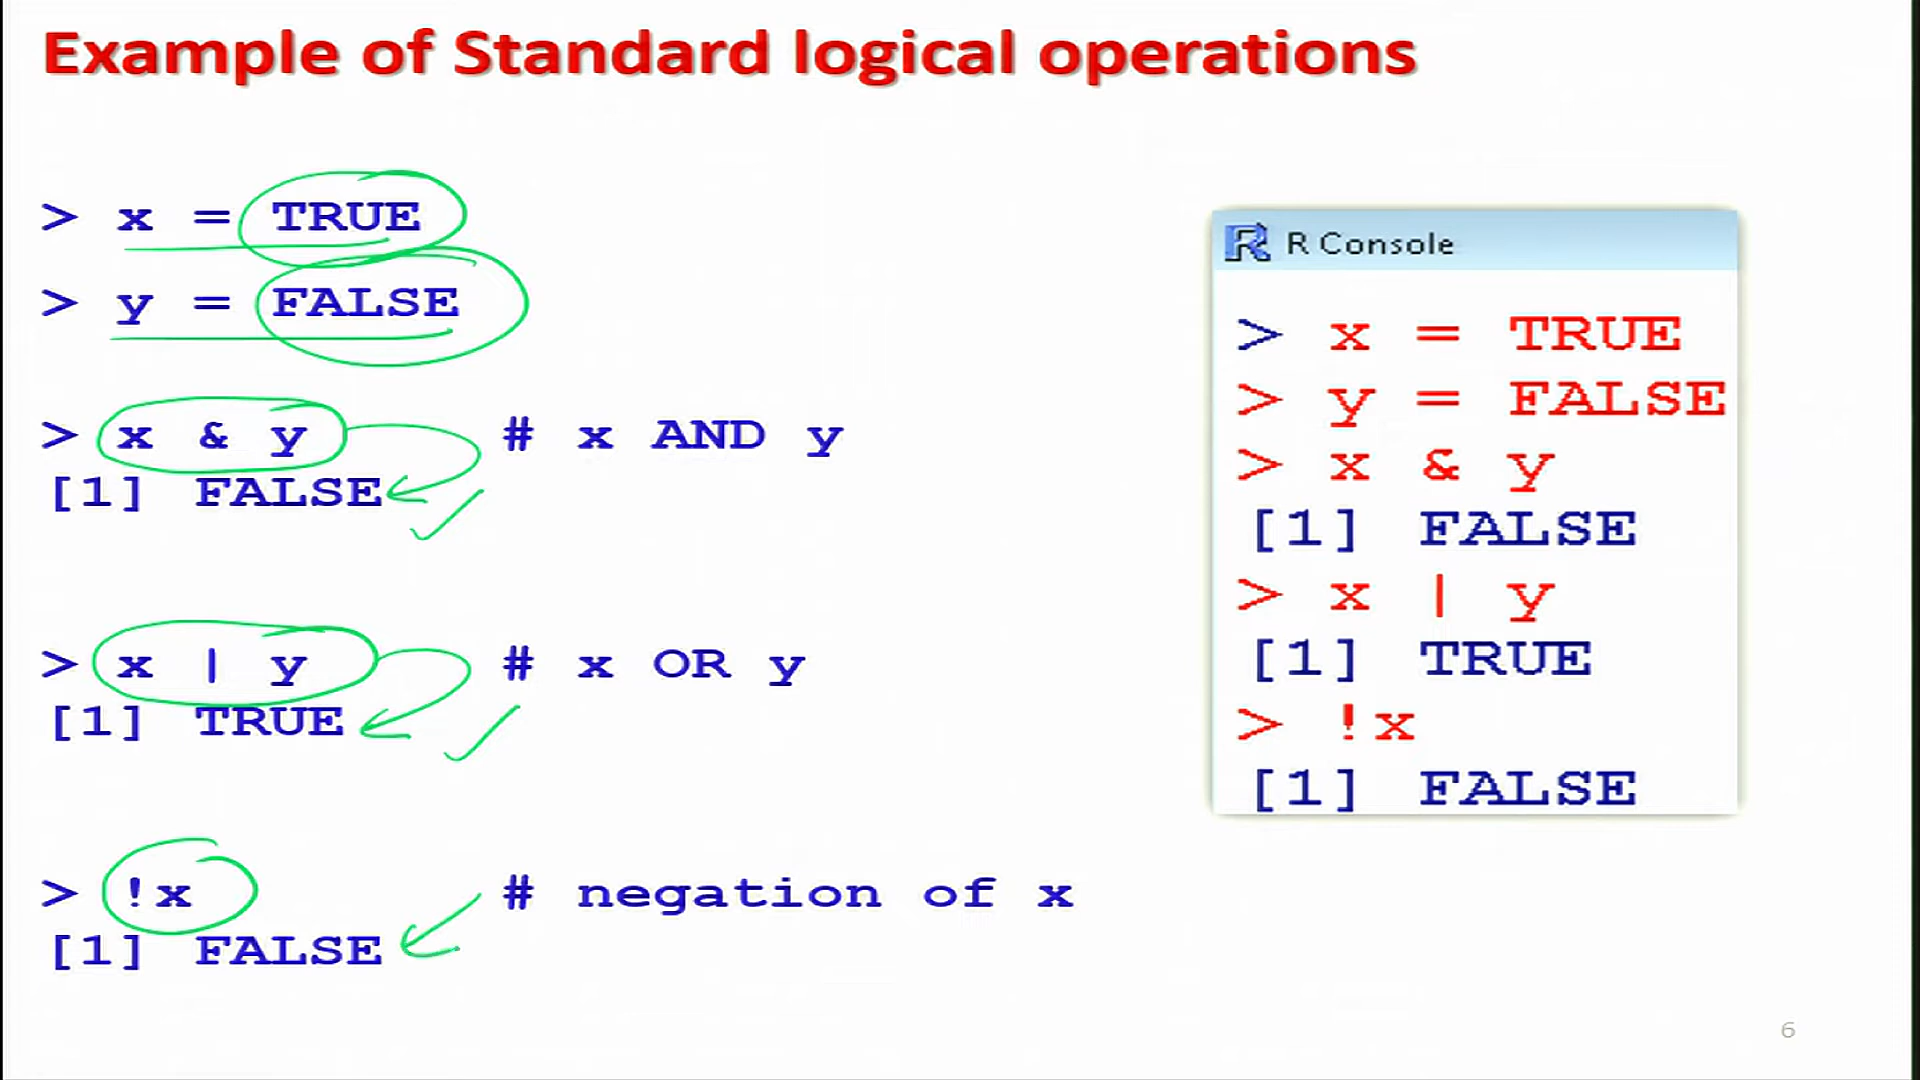 Example of Standard logical operations
> x = TRUE
> y = FALSE
> x & y # x AND y
[1] FALSE
> x | y # x OR y
[1] TRUE
> !x # negation of x
[1] FALSE
R Console
> x = TRUE
> y = FALSE
> x & y
[1] FALSE
> x | y
[1] TRUE
> !x
[1] FALSE
6